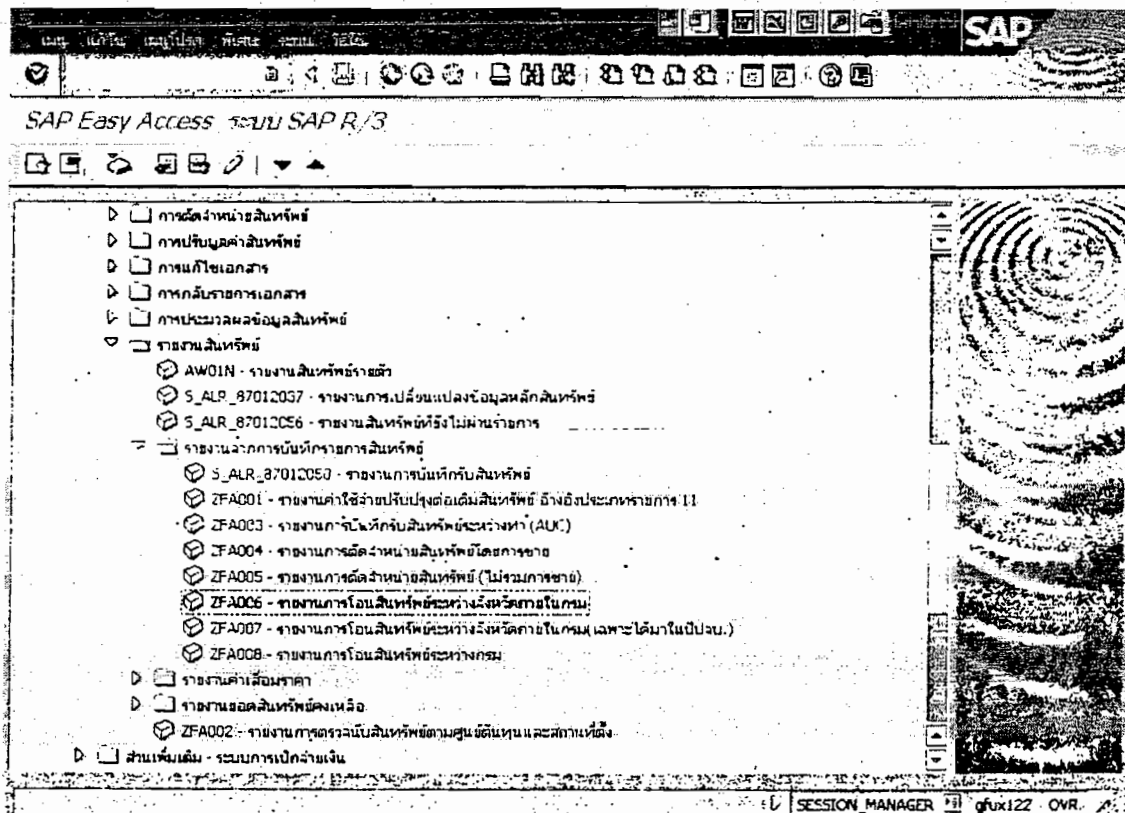 เมนู แก้ไข เมนูโปรด พิเศษ ระบบ วิธีใช้
SAP
SAP Easy Access ระบบ SAP R/3
การตัดจำหน่ายสินทรัพย์
การปรับมูลค่าสินทรัพย์
การแก้ไขเอกสาร
การกลับรายการเอกสาร
การประมวลผลข้อมูลสินทรัพย์
รายงานสินทรัพย์
AW01N - รายงานสินทรัพย์รายตัว
S_ALR_87012037 - รายงานการเปลี่ยนแปลงข้อมูลหลักสินทรัพย์
S_ALR_87012056 - รายงานสินทรัพย์ที่ยังไม่ผ่านรายการ
รายงานจากการบันทึกรายการสินทรัพย์
S_ALR_87012050 - รายงานการบันทึกรับสินทรัพย์
ZFA001 - รายงานค่าใช้จ่ายปรับปรุงต่อเติมสินทรัพย์ อ้างอิงประเภทรายการ 11
ZFA003 - รายงานการบันทึกรับสินทรัพย์ระหว่างทำ (AUC)
ZFA004 - รายงานการตัดจำหน่ายสินทรัพย์โดยการขาย
ZFA005 - รายงานการตัดจำหน่ายสินทรัพย์ (ไม่รวมการขาย)
ZFA006 - รายงานการโอนสินทรัพย์ระหว่างจังหวัดภายในกรม
ZFA007 - รายงานการโอนสินทรัพย์ระหว่างจังหวัดภายในกรม(เฉพาะได้มาในปีปจบ.)
ZFA008 - รายงานการโอนสินทรัพย์ระหว่างกรม
รายงานค่าเสื่อมราคา
รายงานยอดสินทรัพย์คงเหลือ
ZFA002 - รายงานการตรวจนับสินทรัพย์ตามศูนย์ต้นทุนและสถานที่ตั้ง
ส่วนเพิ่มเติม - ระบบการเบิกจ่ายเงิน
SESSION_MANAGER gfux122 OVR